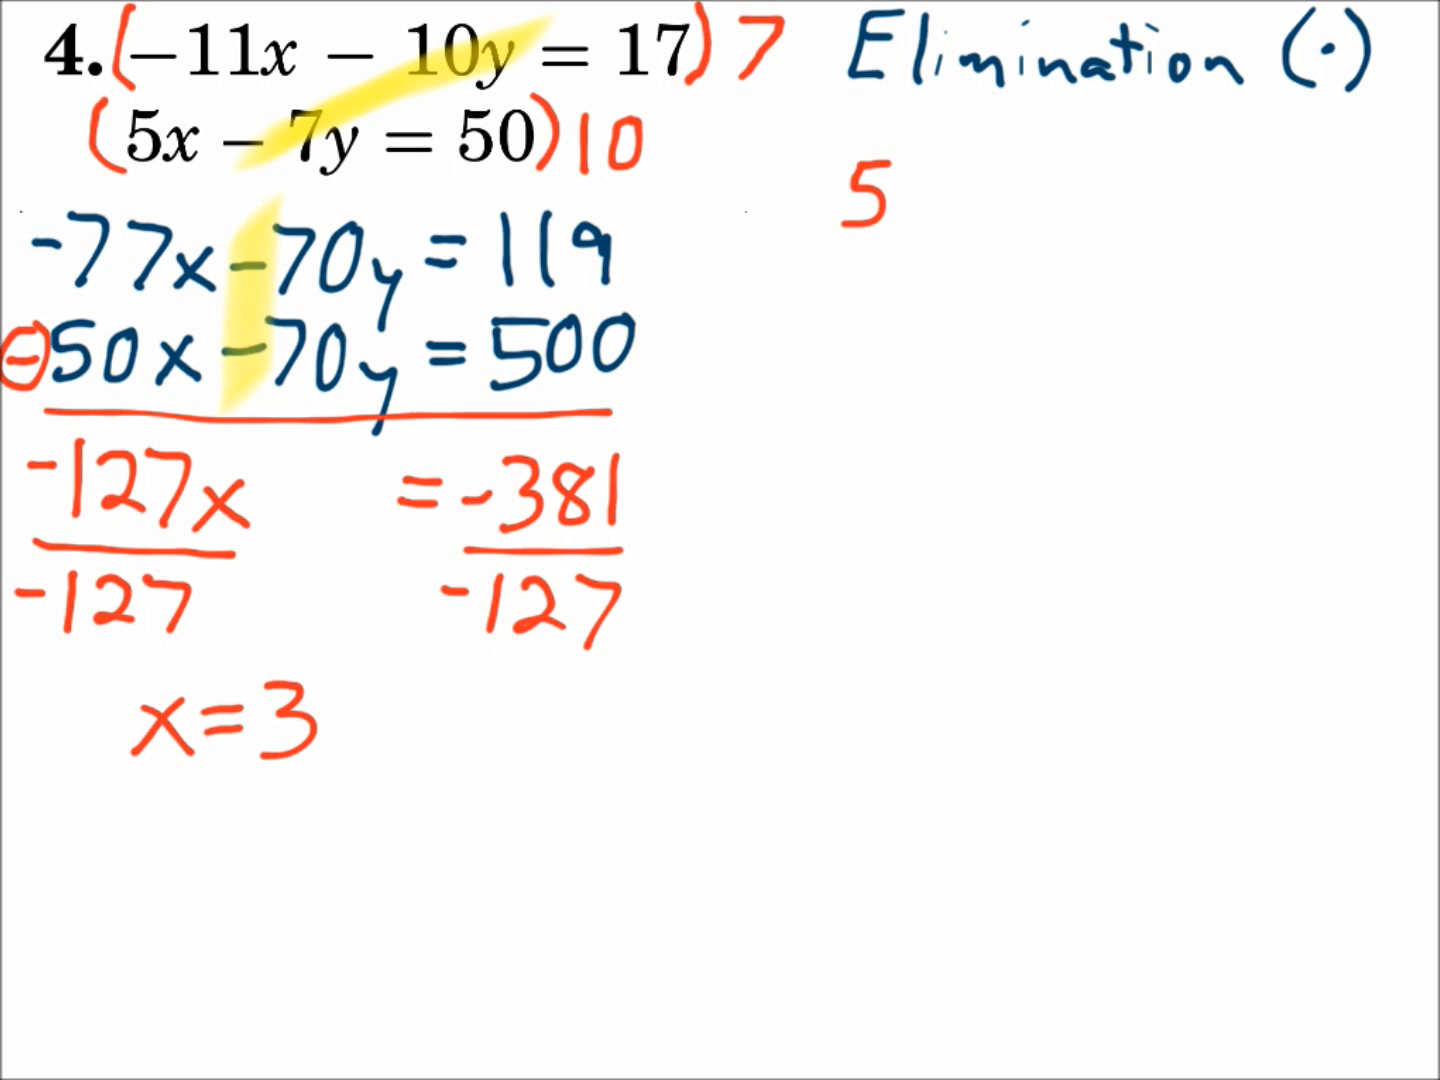 4. (−11x − 10y = 17) 7 Elimination (·)
(5x − 7y = 50) 10
5
-77x -70y = 119
- 50x -70y = 500
-127x = -381
-127 -127
x = 3